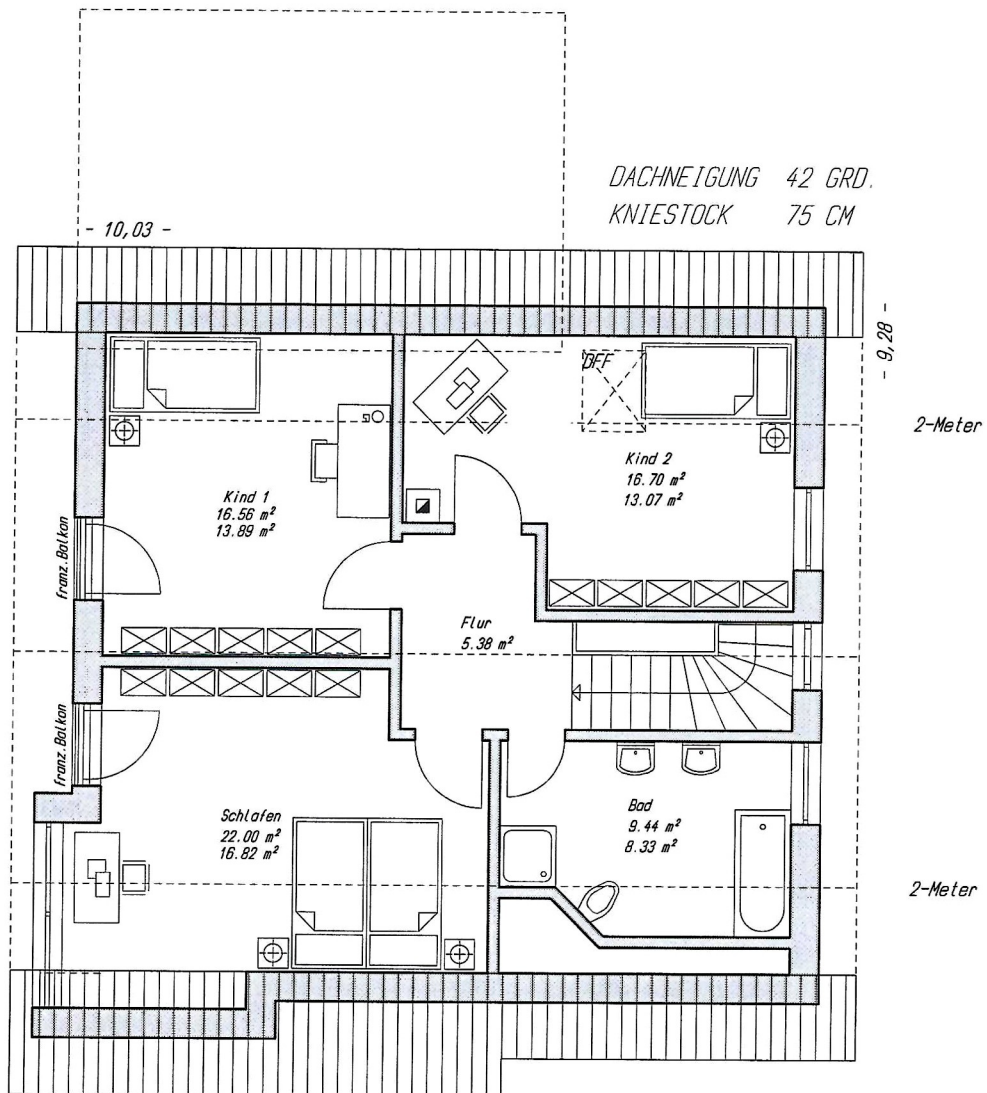 DACHNEIGUNG 42 GRD.
KNIESTOCK 75 CM
- 10,03 -
- 9,28 -
DFF
2-Meter
Kind 2
16.70 m²
13.07 m²
Kind 1
16.56 m²
13.89 m²
franz.Balkon
Flur
5.38 m²
franz.Balkon
Schlafen
22.00 m²
16.82 m²
Bad
9.44 m²
8.33 m²
2-Meter